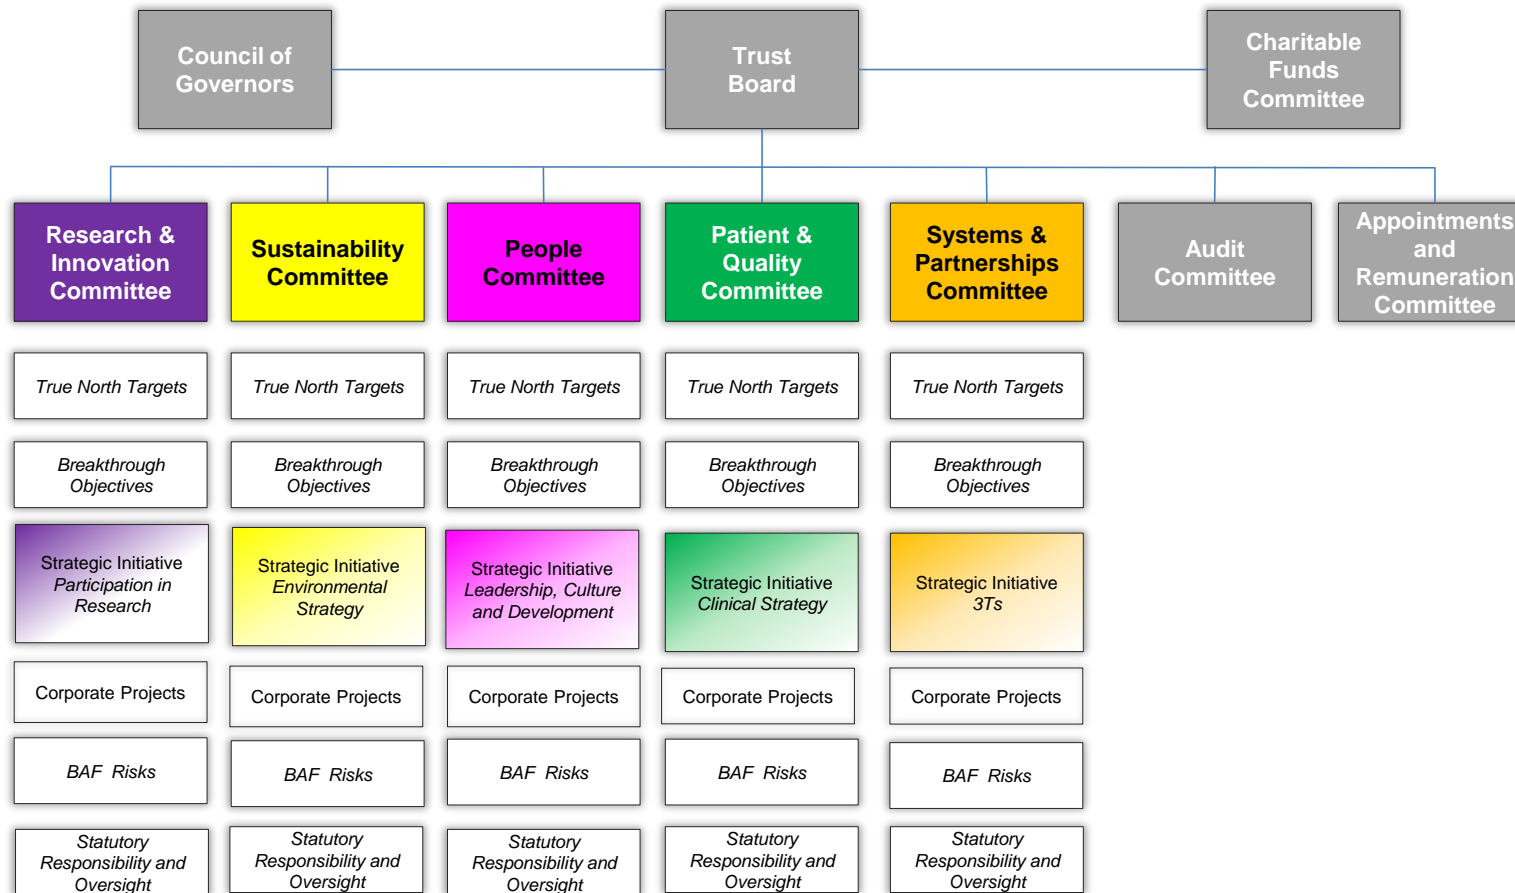 Council of
Governors
Trust
Board
Charitable
Funds
Committee
Research &
Innovation
Committee
Sustainability
Committee
People
Committee
Patient &
Quality
Committee
Systems &
Partnerships
Committee
Audit
Committee
Appointments
and
Remuneration
Committee
True North Targets
True North Targets
True North Targets
True North Targets
True North Targets
Breakthrough
Objectives
Breakthrough
Objectives
Breakthrough
Objectives
Breakthrough
Objectives
Breakthrough
Objectives
Strategic Initiative
Participation in
Research
Strategic Initiative
Environmental
Strategy
Strategic Initiative
Leadership, Culture
and Development
Strategic Initiative
Clinical Strategy
Strategic Initiative
3Ts
Corporate Projects
Corporate Projects
Corporate Projects
Corporate Projects
Corporate Projects
BAF Risks
BAF Risks
BAF Risks
BAF Risks
BAF Risks
Statutory
Responsibility and
Oversight
Statutory
Responsibility and
Oversight
Statutory
Responsibility and
Oversight
Statutory
Responsibility and
Oversight
Statutory
Responsibility and
Oversight